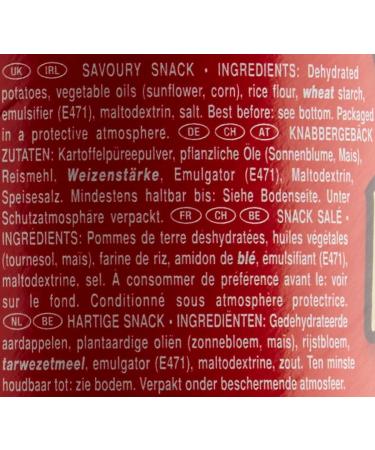 UK IRL SAVOURY SNACK • INGREDIENTS: Dehydrated
potatoes, vegetable oils (sunflower, corn), rice flour, wheat starch,
emulsifier (E471), maltodextrin, salt. Best before: see bottom. Packaged
in a protective atmosphere. DE CH AT KNABBERGEBÄCK
ZUTATEN: Kartoffelpüreepulver, pflanzliche Öle (Sonnenblume, Mais),
Reismehl, Weizenstärke, Emulgator (E471), Maltodextrin,
Speisesalz. Mindestens haltbar bis: Siehe Bodenseite. Unter
Schutzatmosphäre verpackt. FR CH BE SNACK SALÉ •
INGRÉDIENTS: Pommes de terre déshydratées, huiles végétales
(tournesol, maïs), farine de riz, amidon de blé, émulsifiant (E471),
maltodextrine, sel. À consommer de préférence avant le: voir
sur le fond. Conditionné sous atmosphère protectrice.
NL BE HARTIGE SNACK • INGREDIËNTEN: Gedehydrateerde
aardappelen, plantaardige oliën (zonnebloem, maïs), rijstbloem,
tarwezetmeel, emulgator (E471), maltodextrine, zout. Ten minste
houdbaar tot: zie bodem. Verpakt onder beschermende atmosfeer.